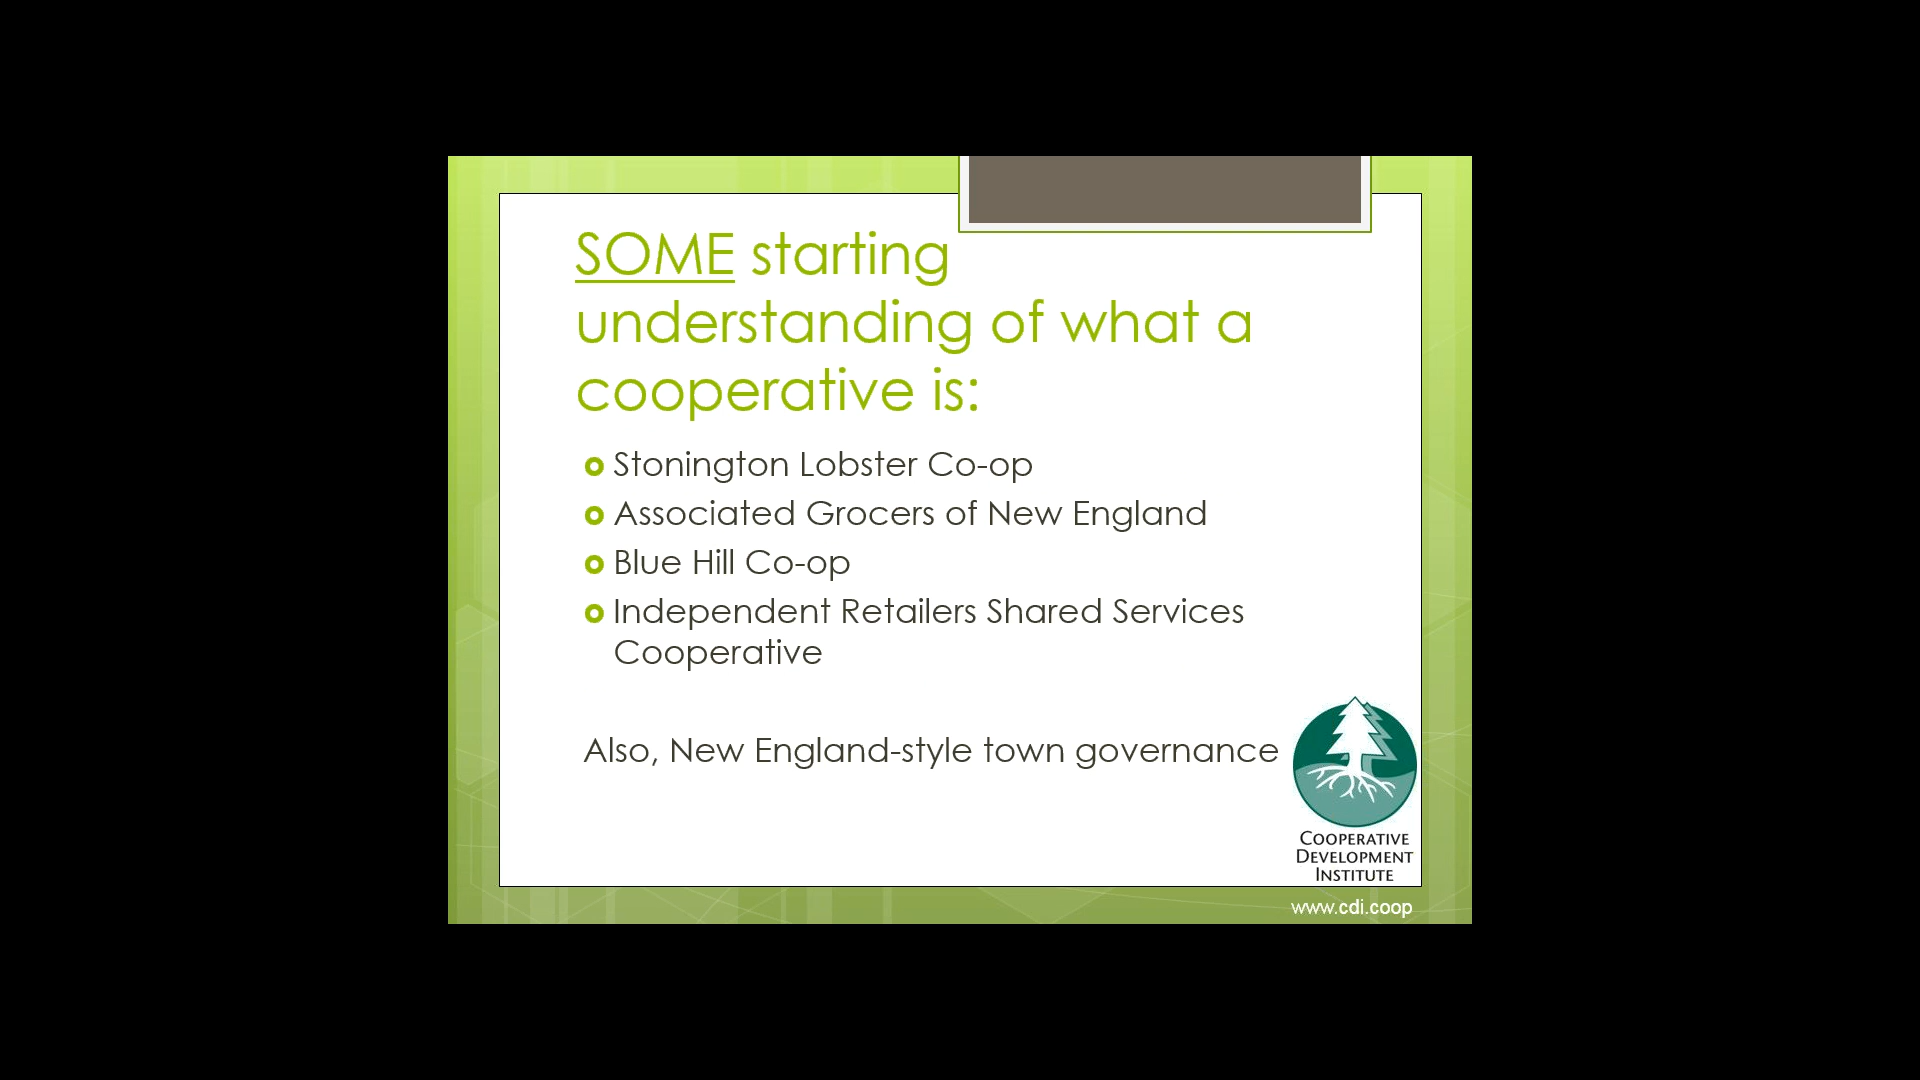 SOME starting
understanding of what a
cooperative is:
Stonington Lobster Co-op
Associated Grocers of New England
Blue Hill Co-op
Independent Retailers Shared Services
Cooperative
Also, New England-style town governance
COOPERATIVE
DEVELOPMENT
INSTITUTE
www.cdi.coop